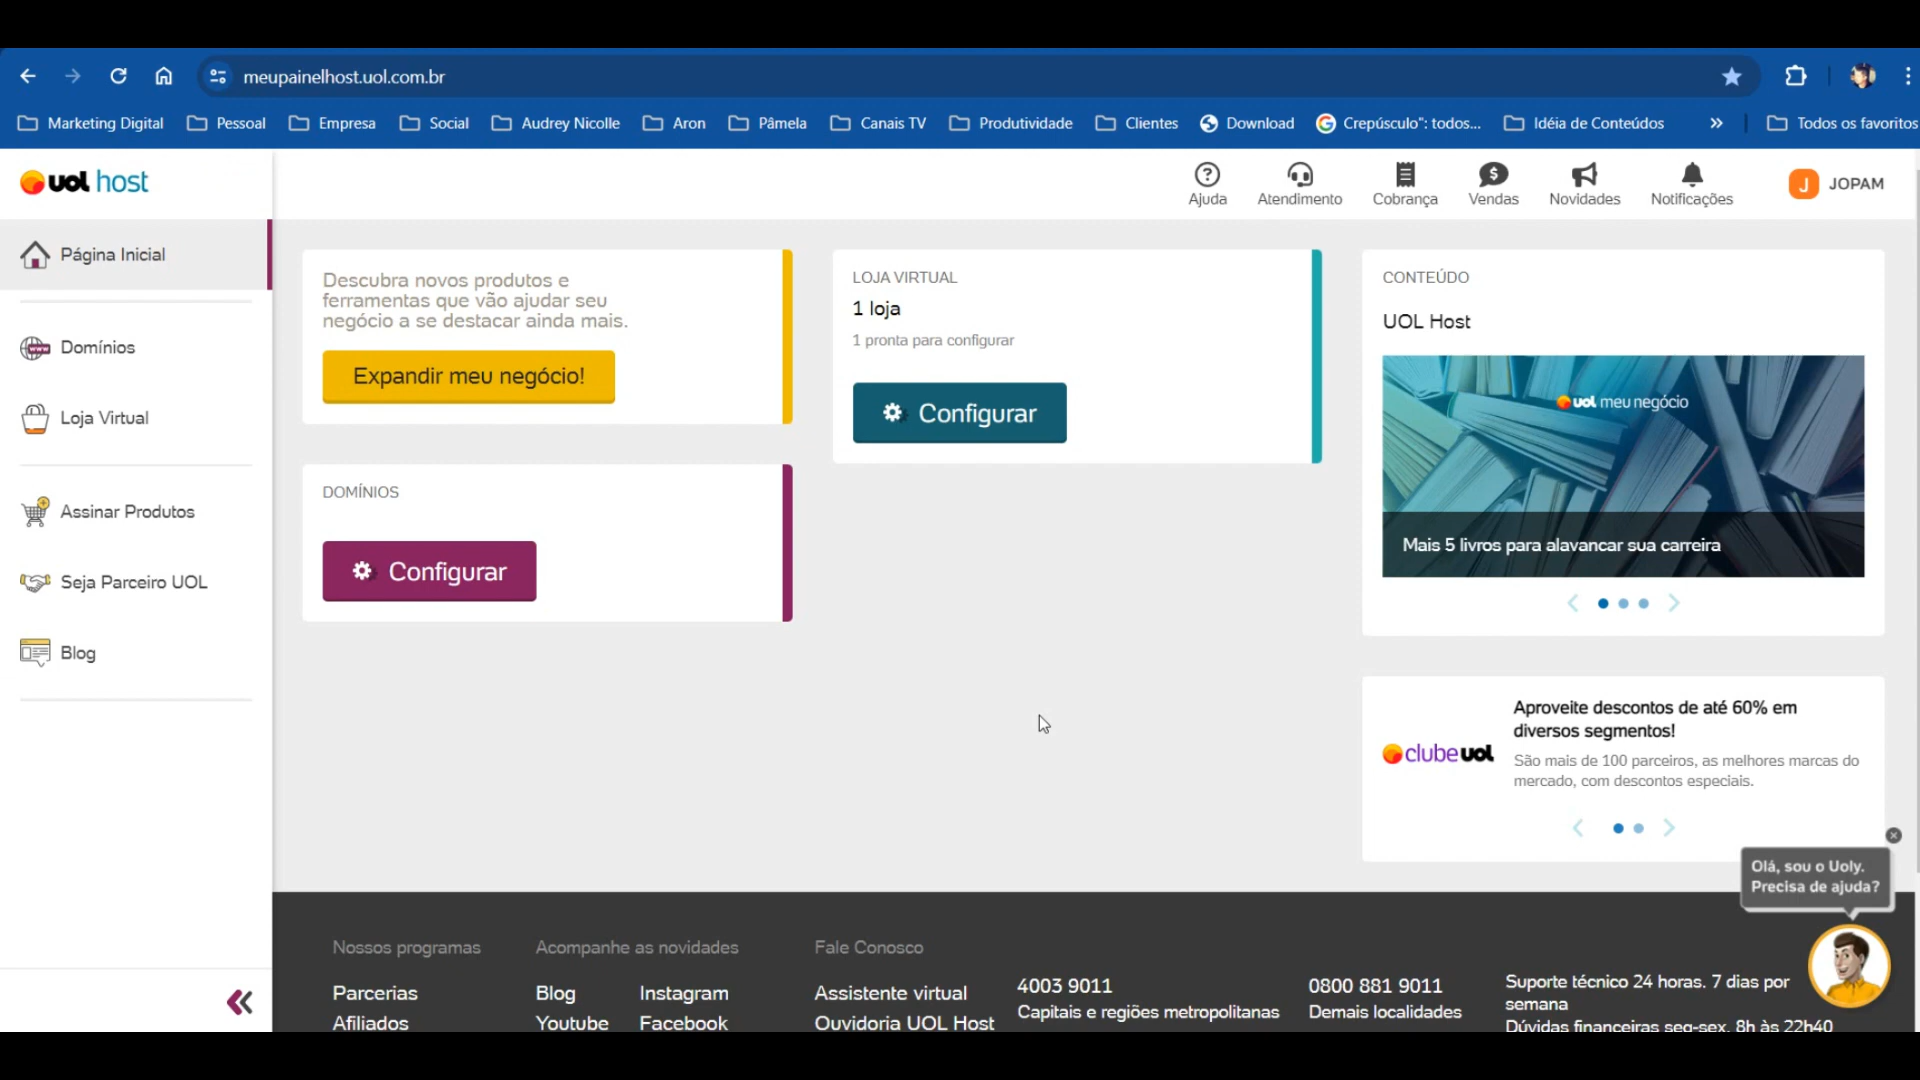 meupainelhost.uol.com.br
Marketing Digital
Pessoal
Empresa
Social
Audrey Nicolle
Aron
Pâmela
Canais TV
Produtividade
Clientes
Download
Crepúsculo": todos...
Idéia de Conteúdos
»
Todos os favoritos
uol host
Ajuda
Atendimento
Cobrança
Vendas
Novidades
Notificações
J
JOPAM
Página Inicial
Domínios
Loja Virtual
Assinar Produtos
Seja Parceiro UOL
Blog
Descubra novos produtos e
ferramentas que vão ajudar seu
negócio a se destacar ainda mais.
Expandir meu negócio!
DOMÍNIOS
Configurar
LOJA VIRTUAL
1 loja
1 pronta para configurar
Configurar
CONTEÚDO
UOL Host
uol meu negócio
Mais 5 livros para alavancar sua carreira
clube uol
Aproveite descontos de até 60% em
diversos segmentos!
São mais de 100 parceiros, as melhores marcas do
mercado, com descontos especiais.
Olá, sou o Uoly.
Precisa de ajuda?
Nossos programas
Parcerias
Afiliados
Acompanhe as novidades
Blog
Instagram
Youtube
Facebook
Fale Conosco
Assistente virtual
Ouvidoria UOL Host
4003 9011
Capitais e regiões metropolitanas
0800 881 9011
Demais localidades
Suporte técnico 24 horas. 7 dias por
semana
Dúvidas financeiras seg-sex. 8h às 22h40